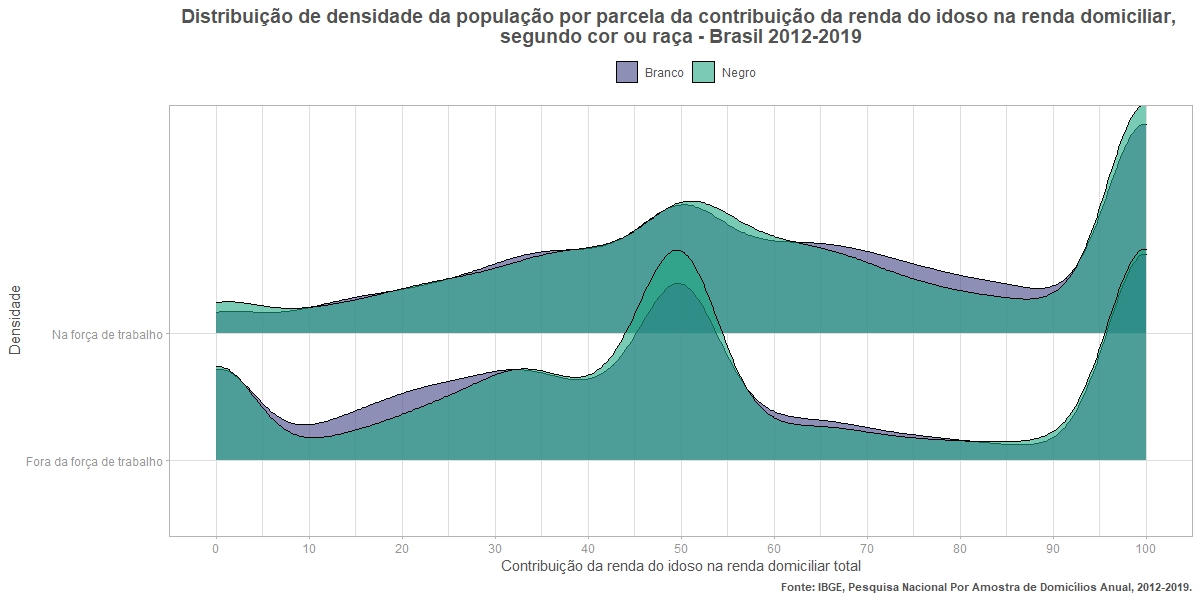 Distribuição de densidade da população por parcela da contribuição da renda do idoso na renda domiciliar,
segundo cor ou raça - Brasil 2012-2019
Branco Negro
Densidade
Na força de trabalho
Fora da força de trabalho
0 10 20 30 40 50 60 70 80 90 100
Contribuição da renda do idoso na renda domiciliar total
Fonte: IBGE, Pesquisa Nacional Por Amostra de Domicílios Anual, 2012-2019.